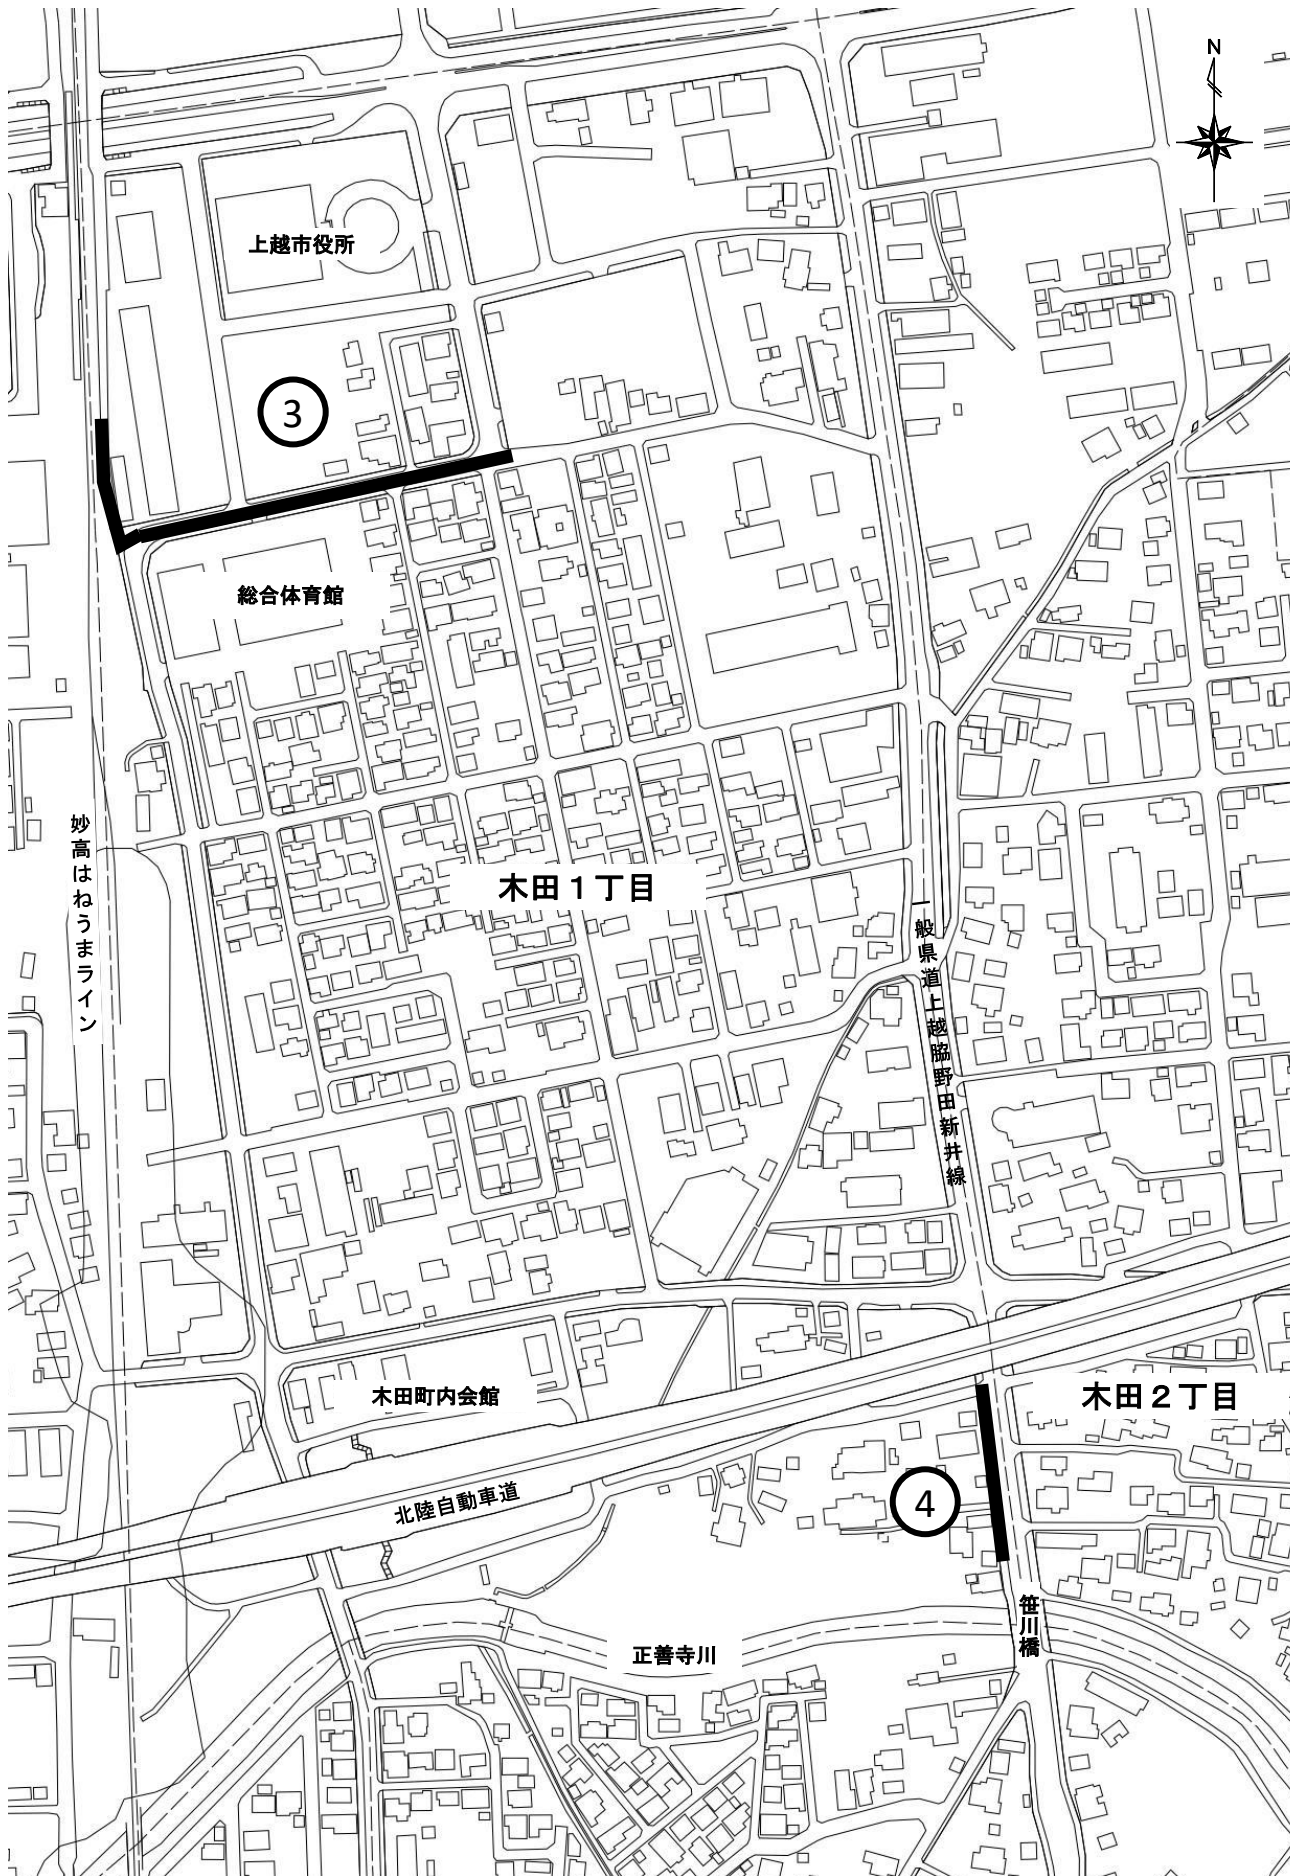 N
上越市役所
3
総合体育館
妙高はねうまライン
木田１丁目
一般県道上越脇野田新井線
木田町内会館
木田２丁目
北陸自動車道
4
笹川橋
正善寺川